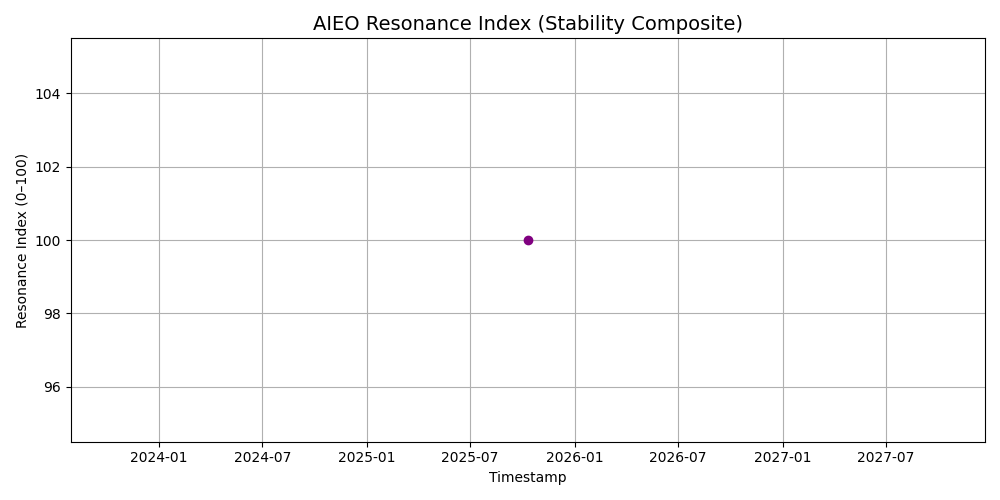 AIEO Resonance Index (Stability Composite)
104
102
100
98
96
Resonance Index (0–100)
2024-01 2024-07 2025-01 2025-07 2026-01 2026-07 2027-01 2027-07
Timestamp